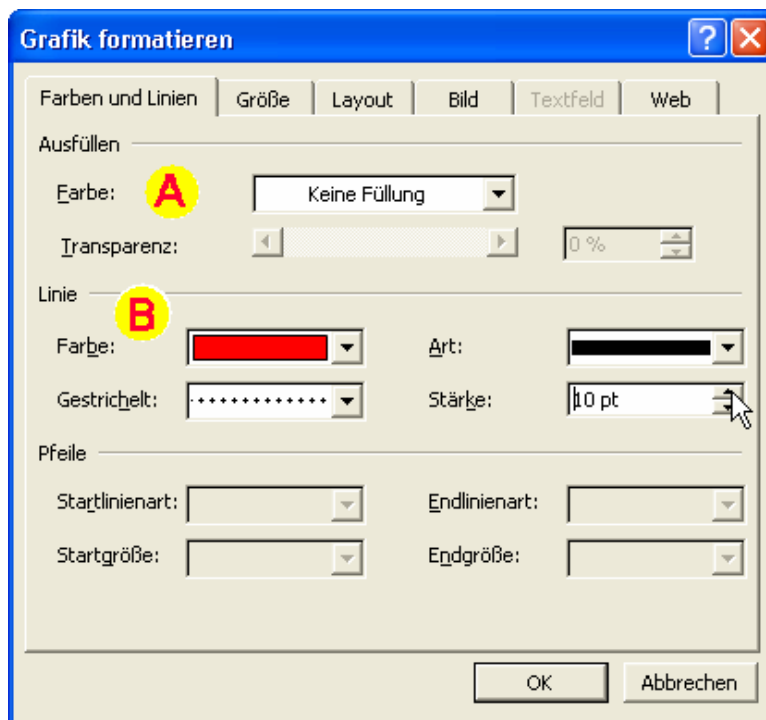 Grafik formatieren ?
Farben und Linien Größe Layout Bild Textfeld Web
Ausfüllen
Farbe: A Keine Füllung
Transparenz: 0 %
Linie
B
Farbe: Art:
Gestrichelt: Stärke: 10 pt
Pfeile
Startlinienart: Endlinienart:
Startgröße: Endgröße:
OK Abbrechen